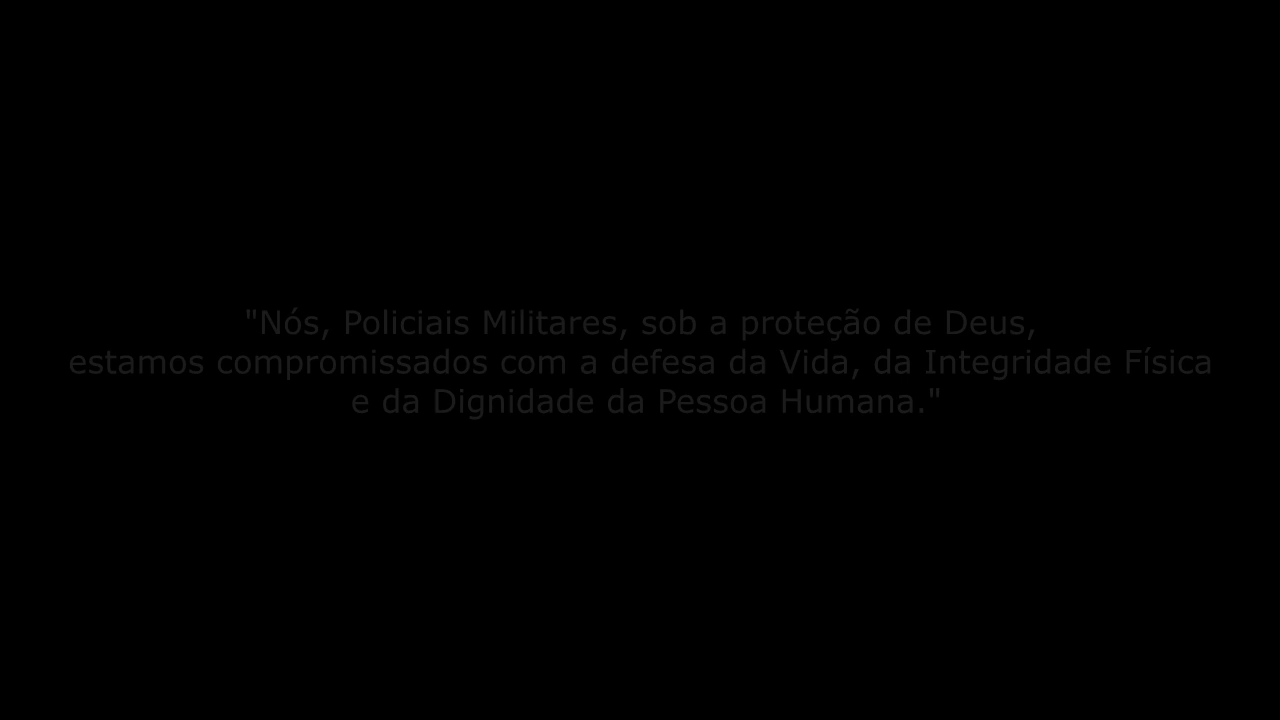 "Nós, Policiais Militares, sob a proteção de Deus,
estamos compromissados com a defesa da Vida, da Integridade Física
e da Dignidade da Pessoa Humana."